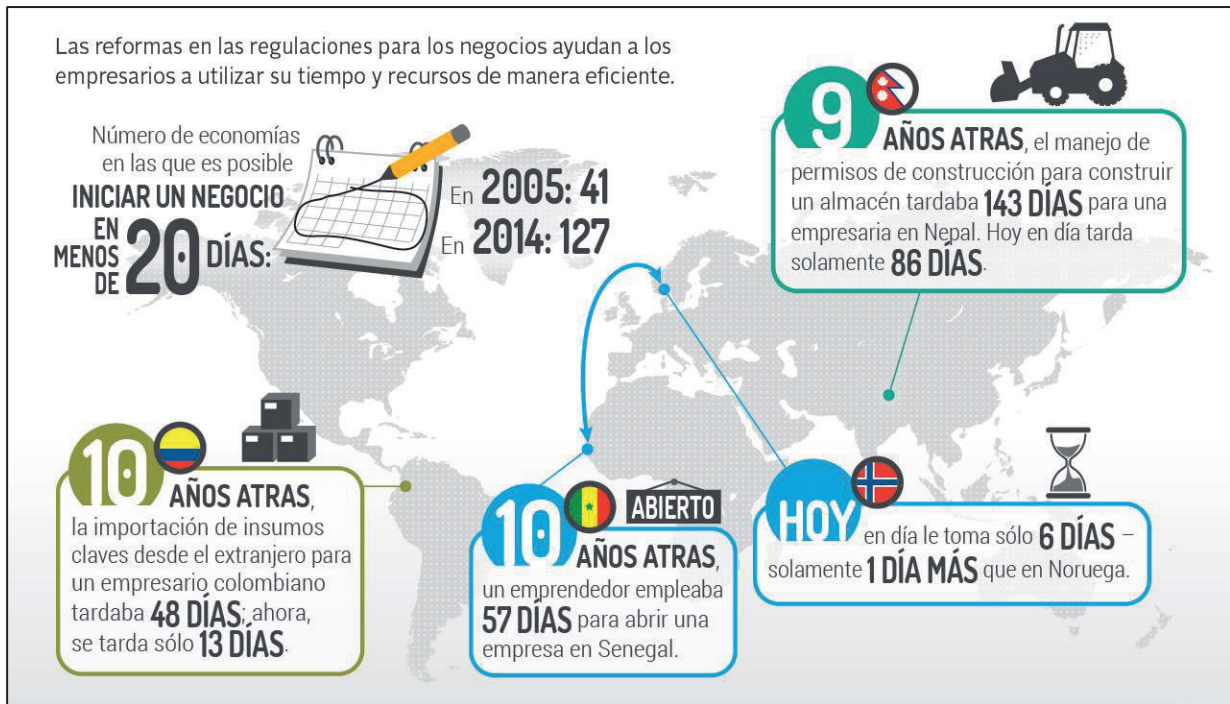 Las reformas en las regulaciones para los negocios ayudan a los
empresarios a utilizar su tiempo y recursos de manera eficiente.
Número de economías
en las que es posible
INICIAR UN NEGOCIO
EN MENOS DE 20 DÍAS:
En 2005: 41
En 2014: 127
9
AÑOS ATRAS, el manejo de
permisos de construcción para construir
un almacén tardaba 143 DÍAS para una
empresaria en Nepal. Hoy en día tarda
solamente 86 DÍAS.
10
AÑOS ATRAS,
la importación de insumos
claves desde el extranjero para
un empresario colombiano
tardaba 48 DÍAS; ahora,
se tarda sólo 13 DÍAS.
10
ABIERTO
AÑOS ATRAS,
un emprendedor empleaba
57 DÍAS para abrir una
empresa en Senegal.
HOY
en día le toma sólo 6 DÍAS –
solamente 1 DÍA MÁS que en Noruega.